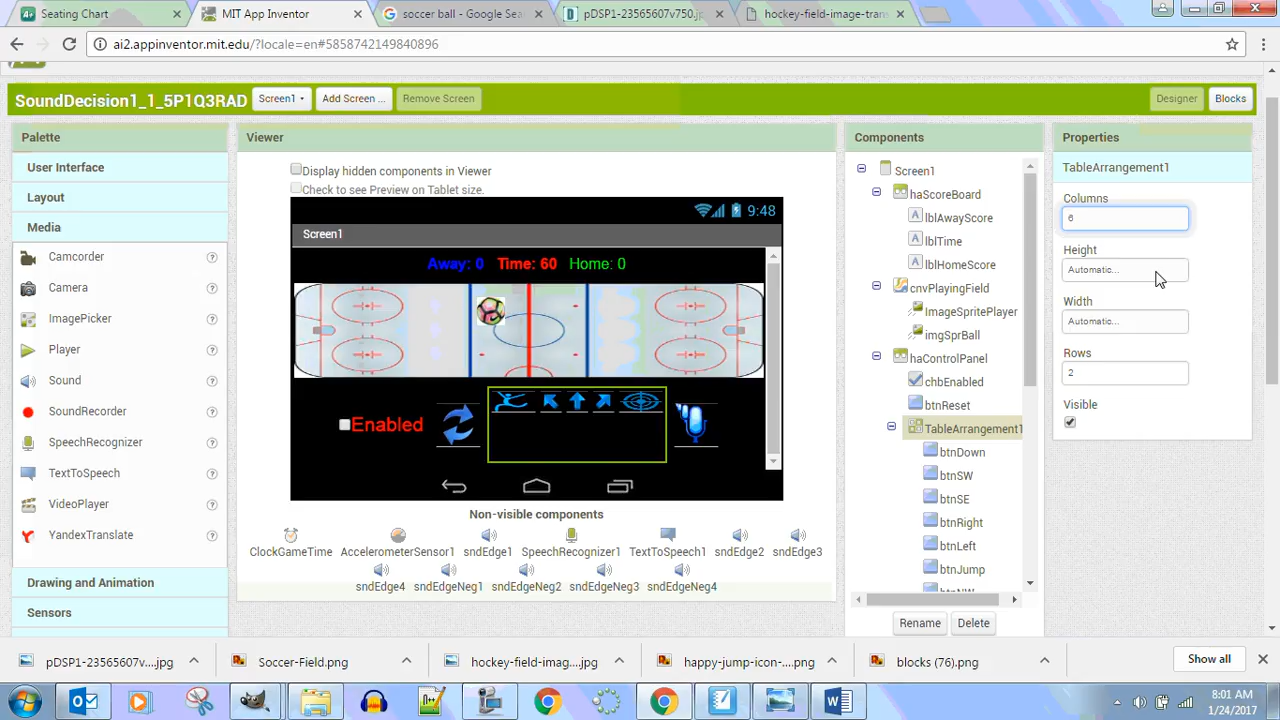 Seating Chart
MIT App Inventor
soccer ball - Google Sea
pDSP1-23565607v750.j
hockey-field-image-tran
ai2.appinventor.mit.edu/?locale=en#5858742149840896
SoundDecision1_1_5P1Q3RAD
Screen1
Add Screen ...
Remove Screen
Designer
Blocks
Palette
User Interface
Layout
Media
Camcorder ?
Camera ?
ImagePicker ?
Player ?
Sound ?
SoundRecorder ?
SpeechRecognizer ?
TextToSpeech ?
VideoPlayer ?
YandexTranslate ?
Drawing and Animation
Sensors
Viewer
Display hidden components in Viewer
Check to see Preview on Tablet size.
9:48
Screen1
Away: 0 Time: 60 Home: 0
Enabled
Non-visible components
ClockGameTime AccelerometerSensor1 sndEdge1 SpeechRecognizer1 TextToSpeech1 sndEdge2 sndEdge3
sndEdge4 sndEdgeNeg1 sndEdgeNeg2 sndEdgeNeg3 sndEdgeNeg4
Components
Screen1
haScoreBoard
A lblAwayScore
A lblTime
A lblHomeScore
cnvPlayingField
ImageSpritePlayer
imgSprBall
haControlPanel
chbEnabled
btnReset
TableArrangement1
btnDown
btnSW
btnSE
btnRight
btnLeft
btnJump
btnNW
Rename
Delete
Properties
TableArrangement1
Columns
6
Height
Automatic...
Width
Automatic...
Rows
2
Visible
pDSP1-23565607v....jpg
Soccer-Field.png
hockey-field-imag....jpg
happy-jump-icon-....png
blocks (76).png
Show all
8:01 AM
1/24/2017